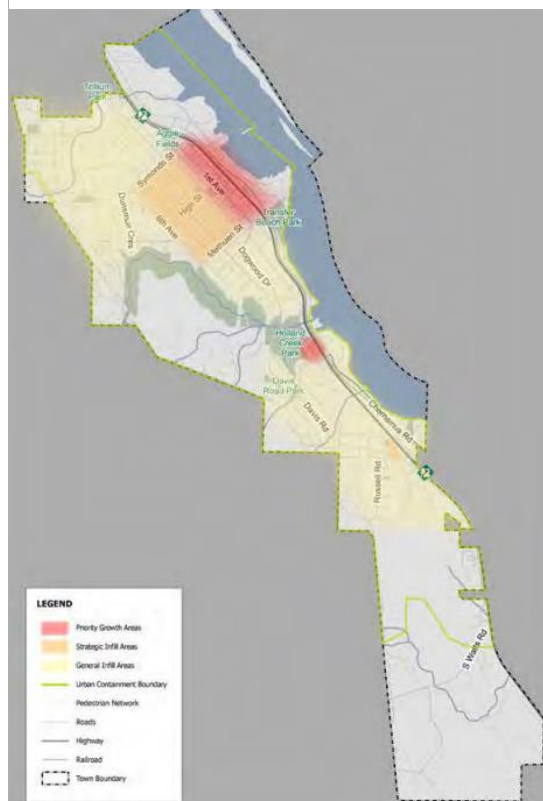 Trillium
Park
Aggie
Fields
Symonds St
1st Ave
High St
Transfer
Beach Park
Dunsmuir Cres
6th Ave
Methuen St
Dogwood Dr
Holland
Creek
Park
Davis
Road Park
Davis Rd
Chemainus Rd
Russell Rd
S Watts Rd
LEGEND
Priority Growth Areas
Strategic Infill Areas
General Infill Areas
Urban Containment Boundary
Pedestrian Network
Roads
Highway
Railroad
Town Boundary